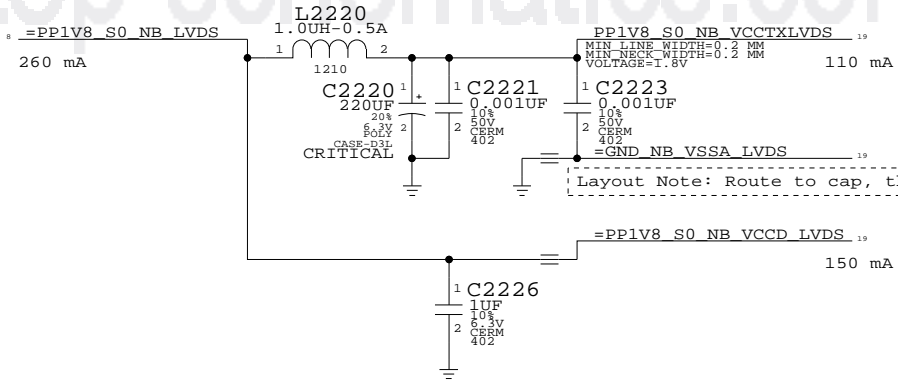 L2220
1.0UH-0.5A
8 =PP1V8_S0_NB_LVDS
260 mA
1 2
1210
PP1V8_S0_NB_VCCTXLVDS 19
MIN_LINE_WIDTH=0.2 MM
MIN_NECK_WIDTH=0.2 MM
VOLTAGE=1.8V
110 mA
C2220 1 +
220UF
20%
6.3V 2
POLY
CASE-D3L
CRITICAL
1 C2221
0.001UF
10%
50V
2 CERM
402
1 C2223
0.001UF
10%
50V
2 CERM
402
=GND_NB_VSSA_LVDS 19
Layout Note: Route to cap,
=PP1V8_S0_NB_VCCD_LVDS 19
150 mA
1 C2226
1UF
10%
6.3V
2 CERM
402